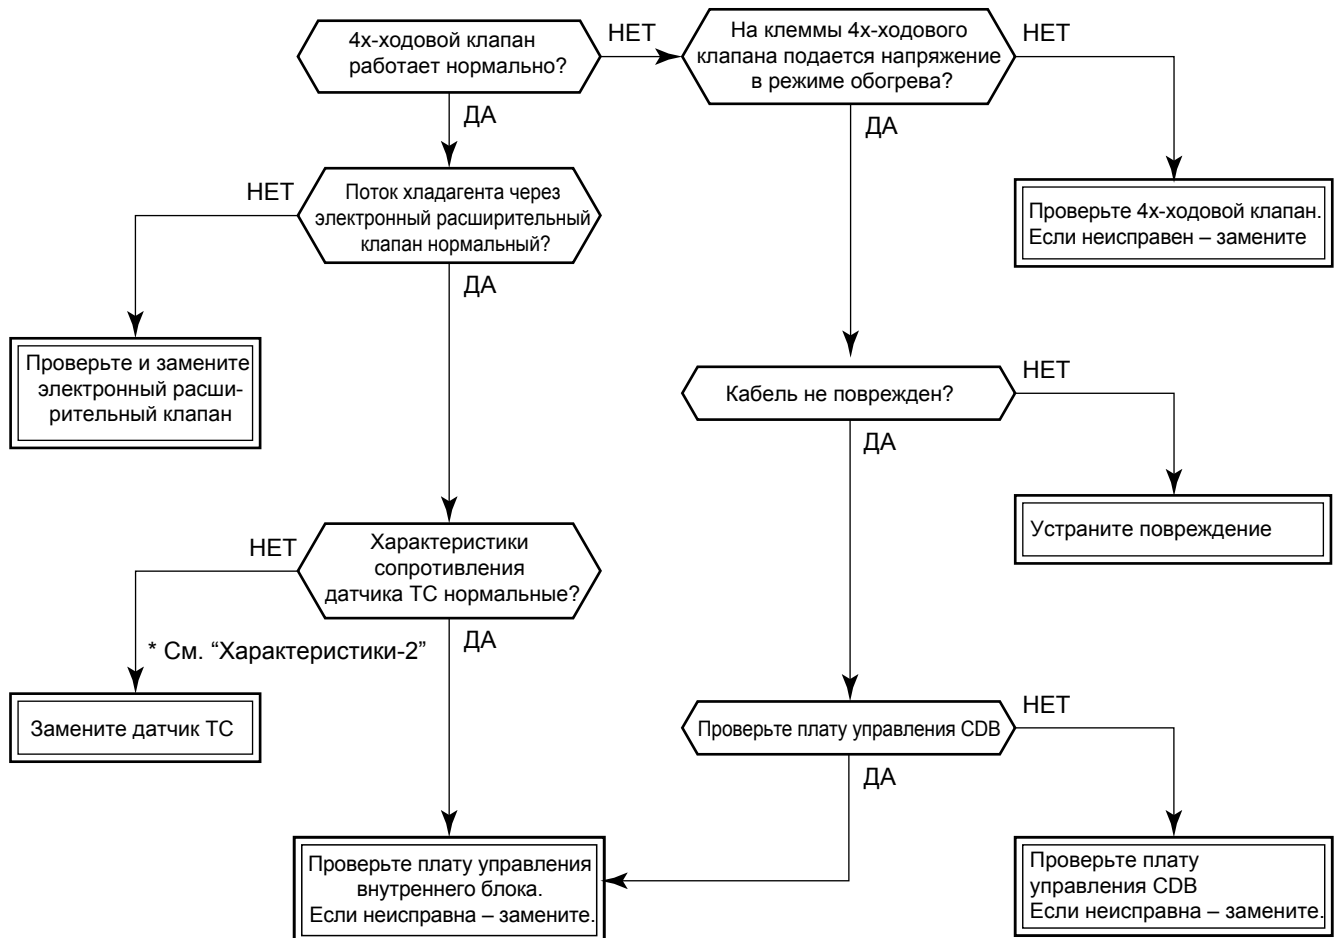 4х-ходовой клапан
работает нормально?
НЕТ
На клеммы 4х-ходового
клапана подается напряжение
в режиме обогрева?
НЕТ
ДА
ДА
НЕТ
Поток хладагента через
электронный расширительный
клапан нормальный?
Проверьте 4х-ходовой клапан.
Если неисправен – замените
ДА
Проверьте и замените
электронный расши-
рительный клапан
Кабель не поврежден?
НЕТ
ДА
Устраните повреждение
НЕТ
Характеристики
сопротивления
датчика ТС нормальные?
ДА
* См. “Характеристики-2”
Замените датчик ТС
Проверьте плату управления CDB
НЕТ
ДА
Проверьте плату управления
внутреннего блока.
Если неисправна – замените.
Проверьте плату
управления CDB
Если неисправна – замените.